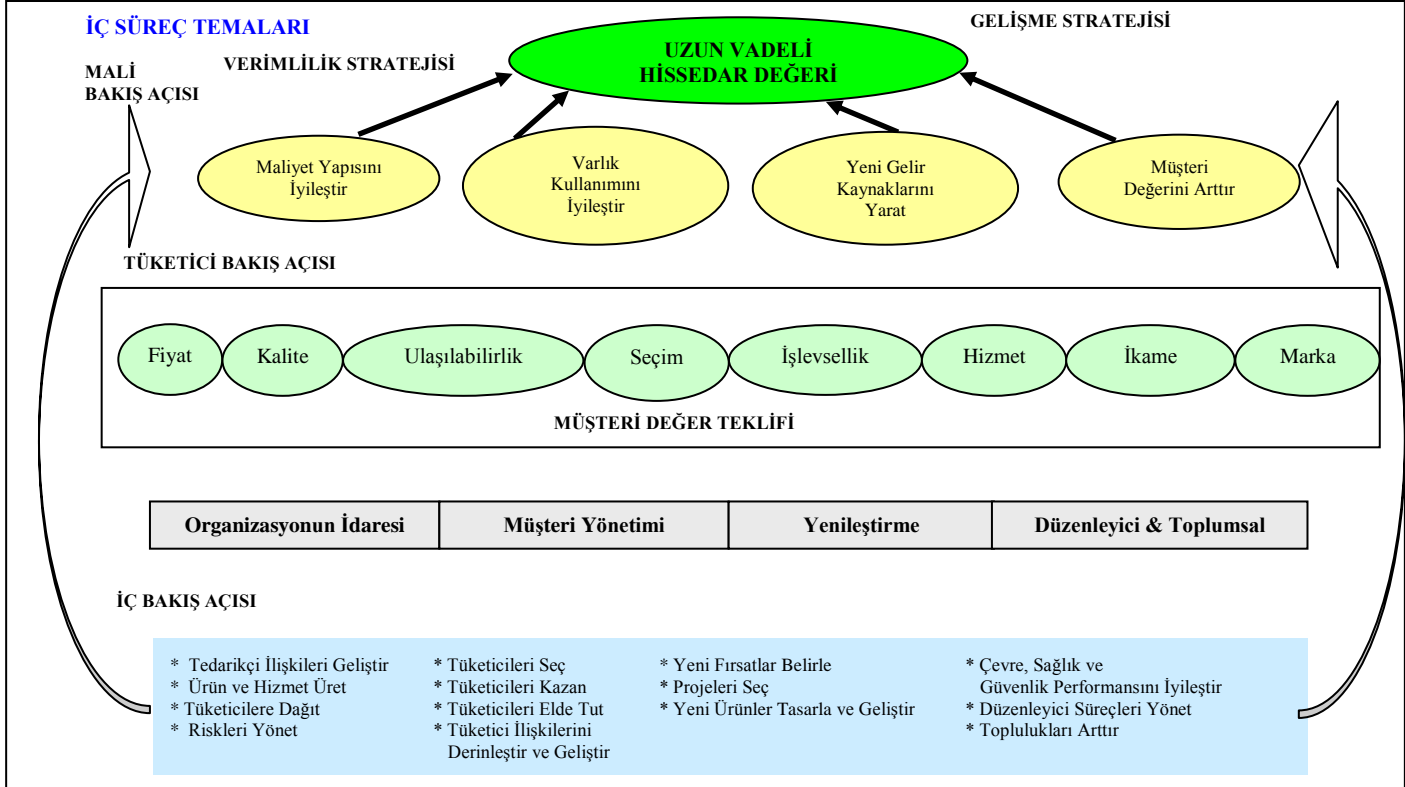 İÇ SÜREÇ TEMALARI
GELİŞME STRATEJİSİ
UZUN VADELİ
HİSSEDAR DEĞERİ
VERİMLİLİK STRATEJİSİ
MALİ
BAKIŞ AÇISI
Maliyet Yapısını
İyileştir
Varlık
Kullanımını
İyileştir
Yeni Gelir
Kaynaklarını
Yarat
Müşteri
Değerini Arttır
TÜKETİCİ BAKIŞ AÇISI
Fiyat
Kalite
Ulaşılabilirlik
Seçim
İşlevsellik
Hizmet
İkame
Marka
MÜŞTERİ DEĞER TEKLİFİ
Organizasyonun İdaresi
Müşteri Yönetimi
Yenileştirme
Düzenleyici & Toplumsal
İÇ BAKIŞ AÇISI
* Tedarikçi İlişkileri Geliştir
* Ürün ve Hizmet Üret
* Tüketicilere Dağıt
* Riskleri Yönet
* Tüketicileri Seç
* Tüketicileri Kazan
* Tüketicileri Elde Tut
* Tüketici İlişkilerini
Derinleştir ve Geliştir
* Yeni Fırsatlar Belirle
* Projeleri Seç
* Yeni Ürünler Tasarla ve Geliştir
* Çevre, Sağlık ve
Güvenlik Performansını İyileştir
* Düzenleyici Süreçleri Yönet
* Toplulukları Arttır